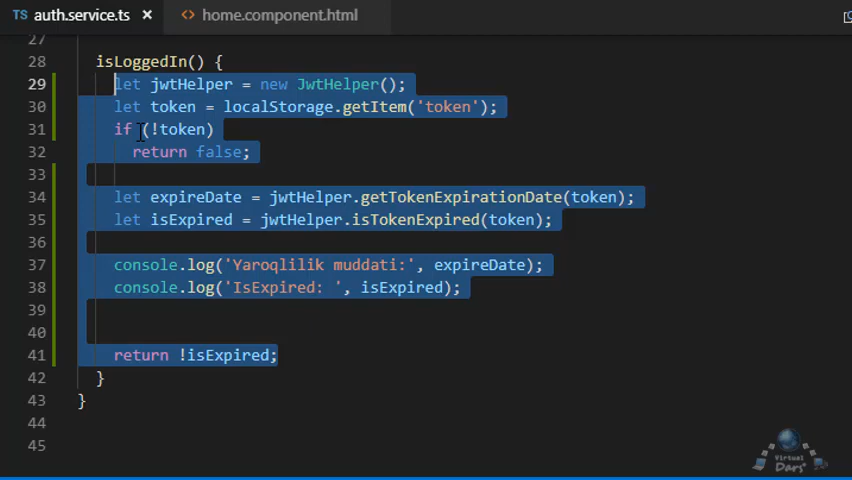 TS auth.service.ts × <> home.component.html
27
28 isLoggedIn() {
29 let jwtHelper = new JwtHelper();
30 let token = localStorage.getItem('token');
31 if (!token)
32 return false;
33
34 let expireDate = jwtHelper.getTokenExpirationDate(token);
35 let isExpired = jwtHelper.isTokenExpired(token);
36
37 console.log('Yaroqlilik muddati:', expireDate);
38 console.log('IsExpired: ', isExpired);
39
40
41 return !isExpired;
42 }
43 }
44
45
Virtual
Dars